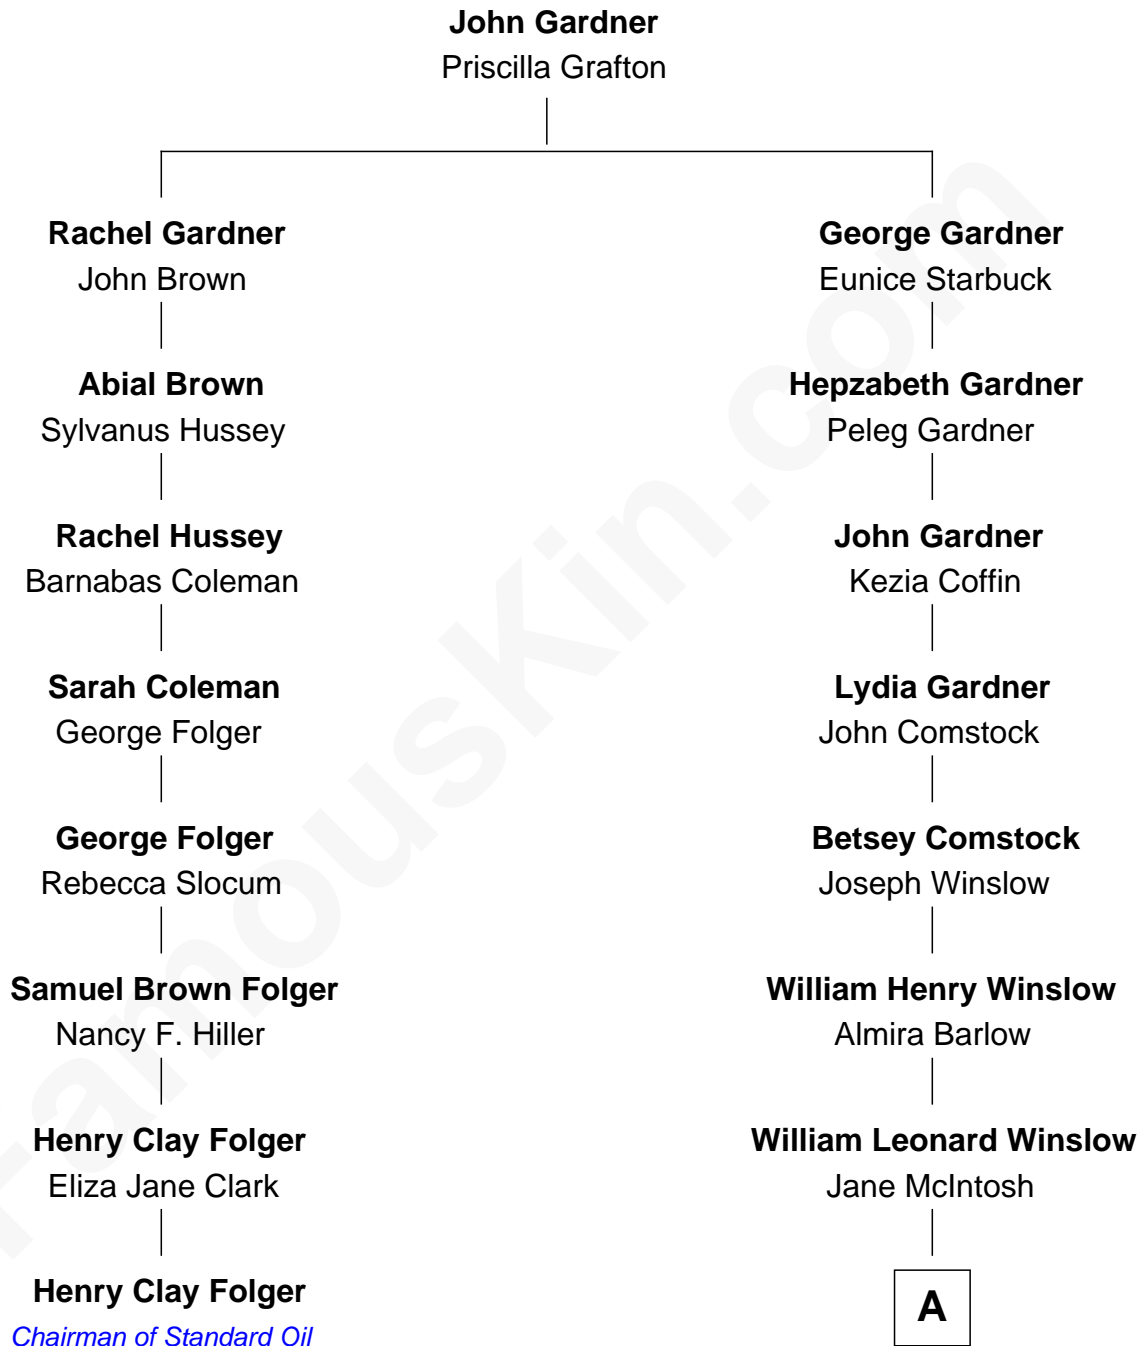 John Gardner
Priscilla Grafton
Rachel Gardner
John Brown
George Gardner
Eunice Starbuck
Abial Brown
Sylvanus Hussey
Hepzabeth Gardner
Peleg Gardner
Rachel Hussey
Barnabas Coleman
John Gardner
Kezia Coffin
Sarah Coleman
George Folger
Lydia Gardner
John Comstock
George Folger
Rebecca Slocum
Betsey Comstock
Joseph Winslow
Samuel Brown Folger
Nancy F. Hiller
William Henry Winslow
Almira Barlow
Henry Clay Folger
Eliza Jane Clark
William Leonard Winslow
Jane McIntosh
Henry Clay Folger
Chairman of Standard Oil
A
FamousKin.com